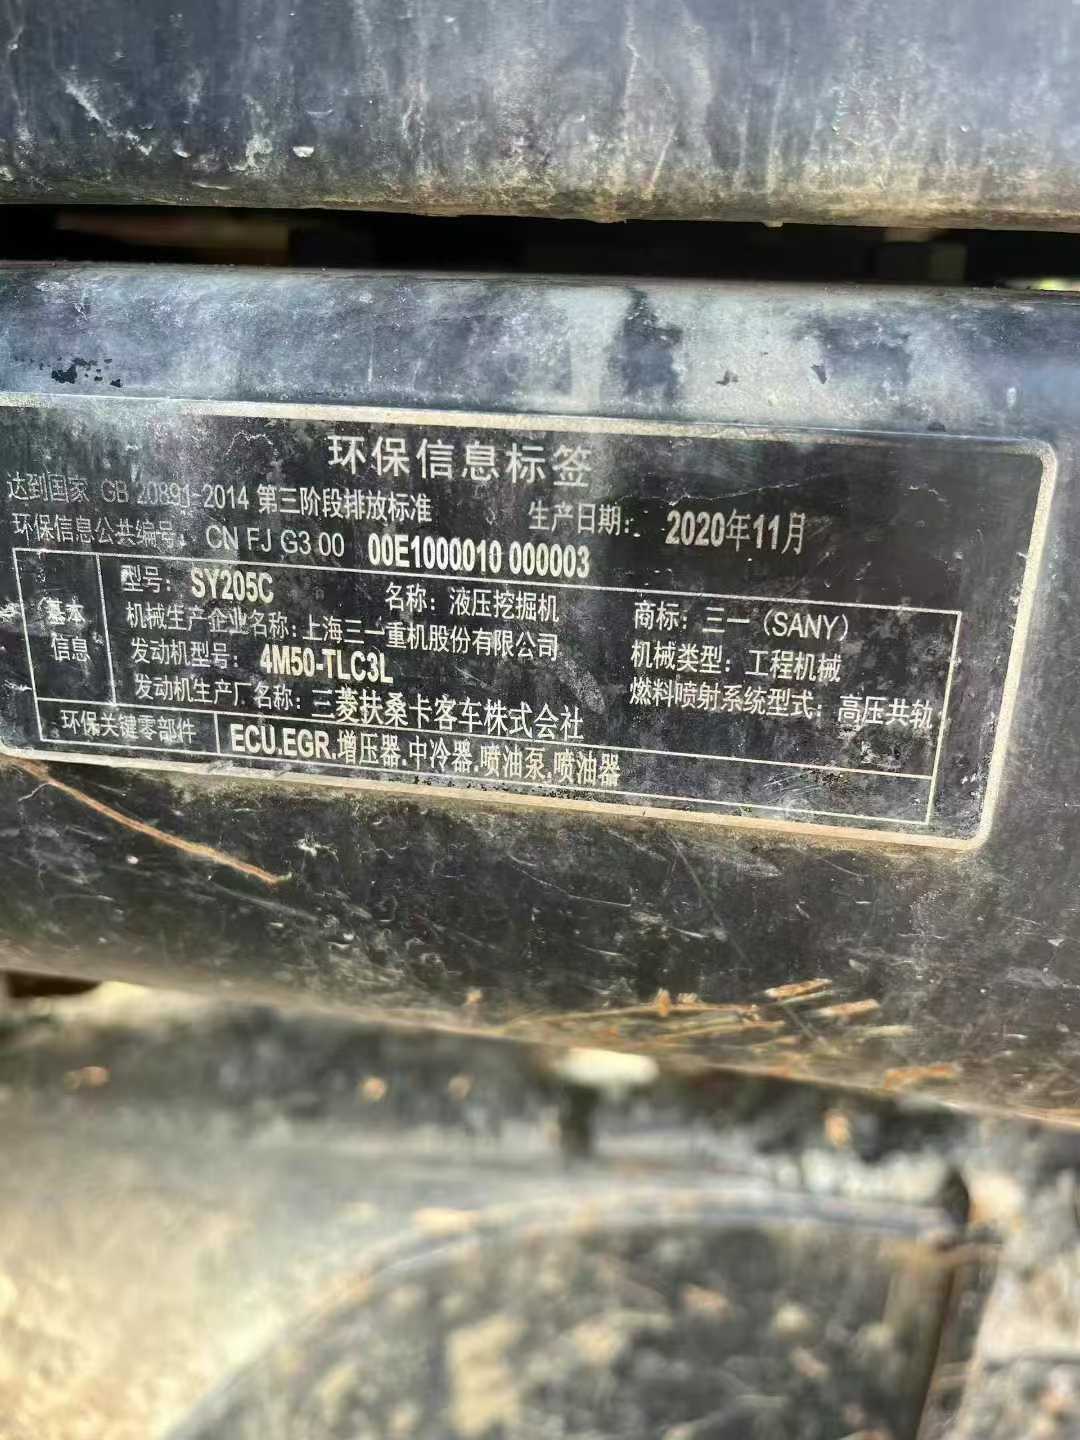 环保信息标签
达到国家 GB 20891-2014 第三阶段排放标准
生产日期: 2020年11月
环保信息公共编号: CN FJ G3 00 00E1000010 000003
基本信息
型号: SY205C 名称: 液压挖掘机 商标: 三一 (SANY)
机械生产企业名称: 上海三一重机股份有限公司 机械类型: 工程机械
发动机型号: 4M50-TLC3L 燃料喷射系统型式: 高压共轨
发动机生产厂名称: 三菱扶桑卡客车株式会社
环保关键零部件 ECU.EGR.增压器.中冷器.喷油泵.喷油器